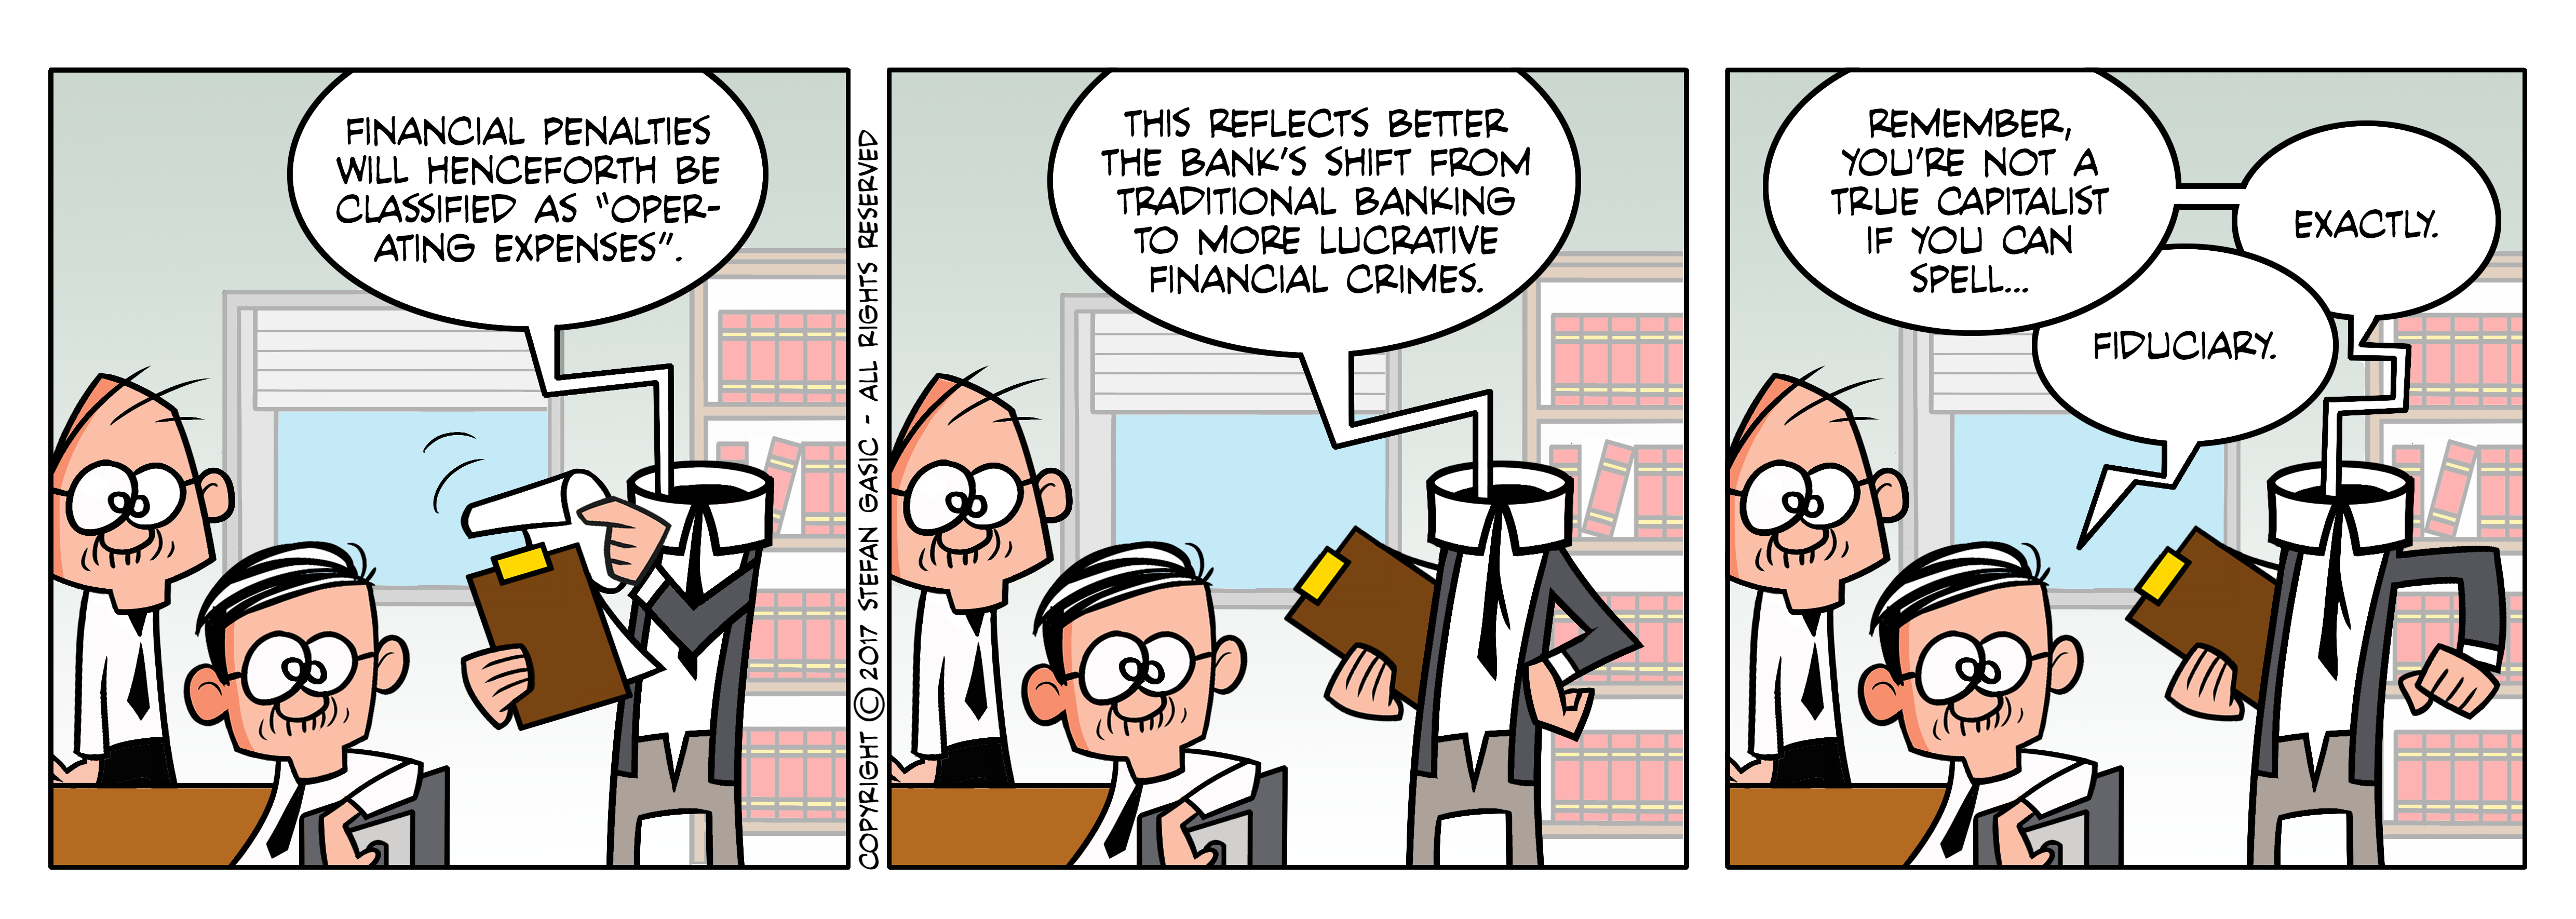 FINANCIAL PENALTIES
WILL HENCEFORTH BE
CLASSIFIED AS "OPER-
ATING EXPENSES".
COPYRIGHT © 2017 STEFAN GASIC - ALL RIGHTS RESERVED
THIS REFLECTS BETTER
THE BANK'S SHIFT FROM
TRADITIONAL BANKING
TO MORE LUCRATIVE
FINANCIAL CRIMES.
REMEMBER,
YOU'RE NOT A
TRUE CAPITALIST
IF YOU CAN
SPELL...
FIDUCIARY.
EXACTLY.